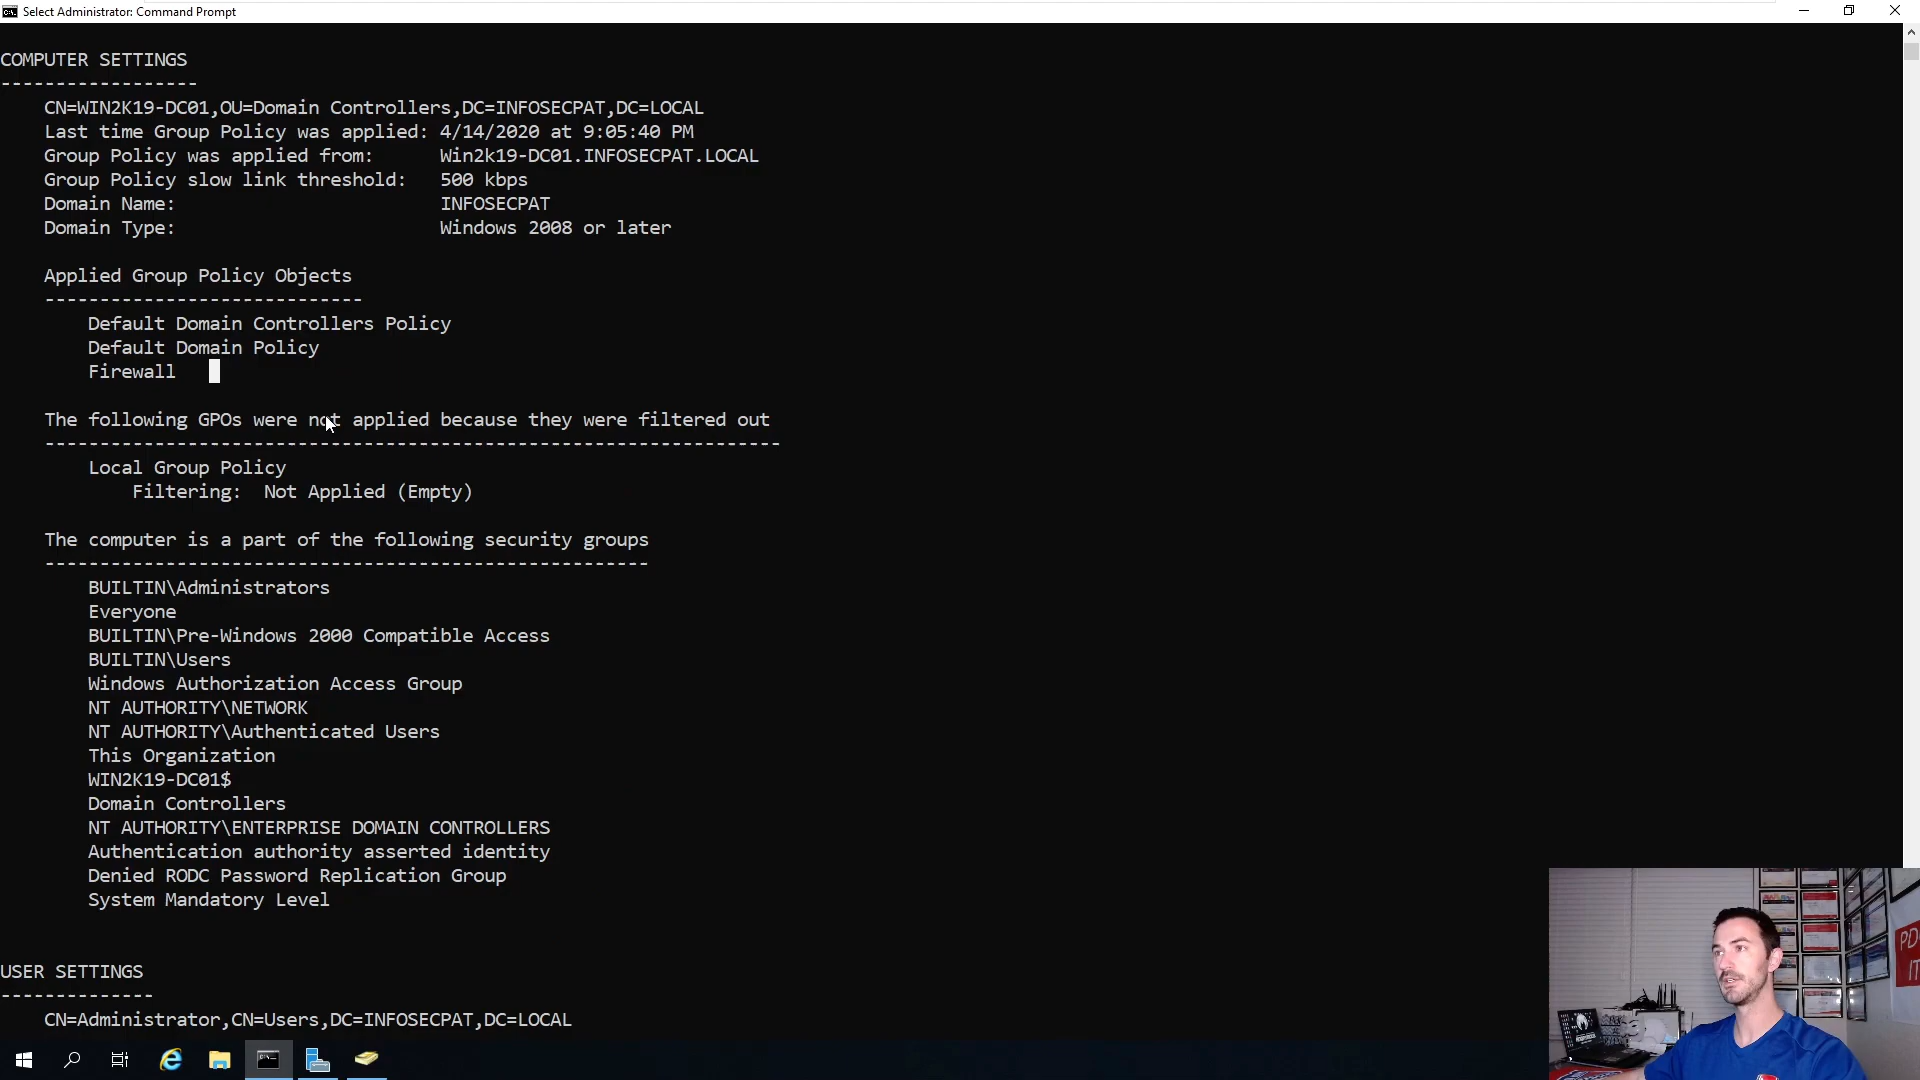 Select Administrator: Command Prompt
COMPUTER SETTINGS
------------------
CN=WIN2K19-DC01,OU=Domain Controllers,DC=INFOSECPAT,DC=LOCAL
Last time Group Policy was applied: 4/14/2020 at 9:05:40 PM
Group Policy was applied from: Win2k19-DC01.INFOSECPAT.LOCAL
Group Policy slow link threshold: 500 kbps
Domain Name: INFOSECPAT
Domain Type: Windows 2008 or later
Applied Group Policy Objects
-----------------------------
Default Domain Controllers Policy
Default Domain Policy
Firewall
The following GPOs were not applied because they were filtered out
-------------------------------------------------------------------
Local Group Policy
Filtering: Not Applied (Empty)
The computer is a part of the following security groups
-------------------------------------------------------
BUILTIN\Administrators
Everyone
BUILTIN\Pre-Windows 2000 Compatible Access
BUILTIN\Users
Windows Authorization Access Group
NT AUTHORITY\NETWORK
NT AUTHORITY\Authenticated Users
This Organization
WIN2K19-DC01$
Domain Controllers
NT AUTHORITY\ENTERPRISE DOMAIN CONTROLLERS
Authentication authority asserted identity
Denied RODC Password Replication Group
System Mandatory Level
USER SETTINGS
--------------
CN=Administrator,CN=Users,DC=INFOSECPAT,DC=LOCAL